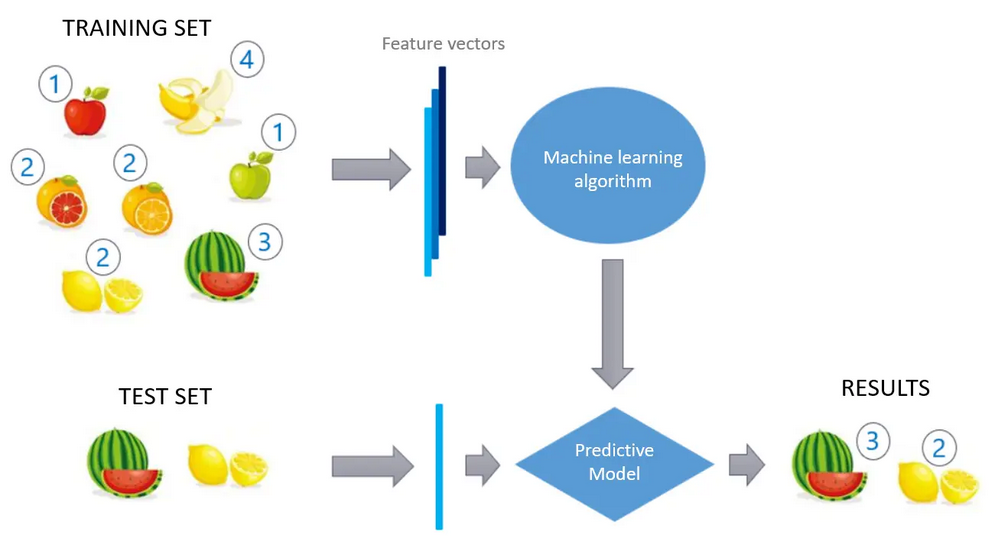 TRAINING SET
Feature vectors
4
1
1
2
2
2
3
Machine learning
algorithm
TEST SET
Predictive
Model
RESULTS
3
2